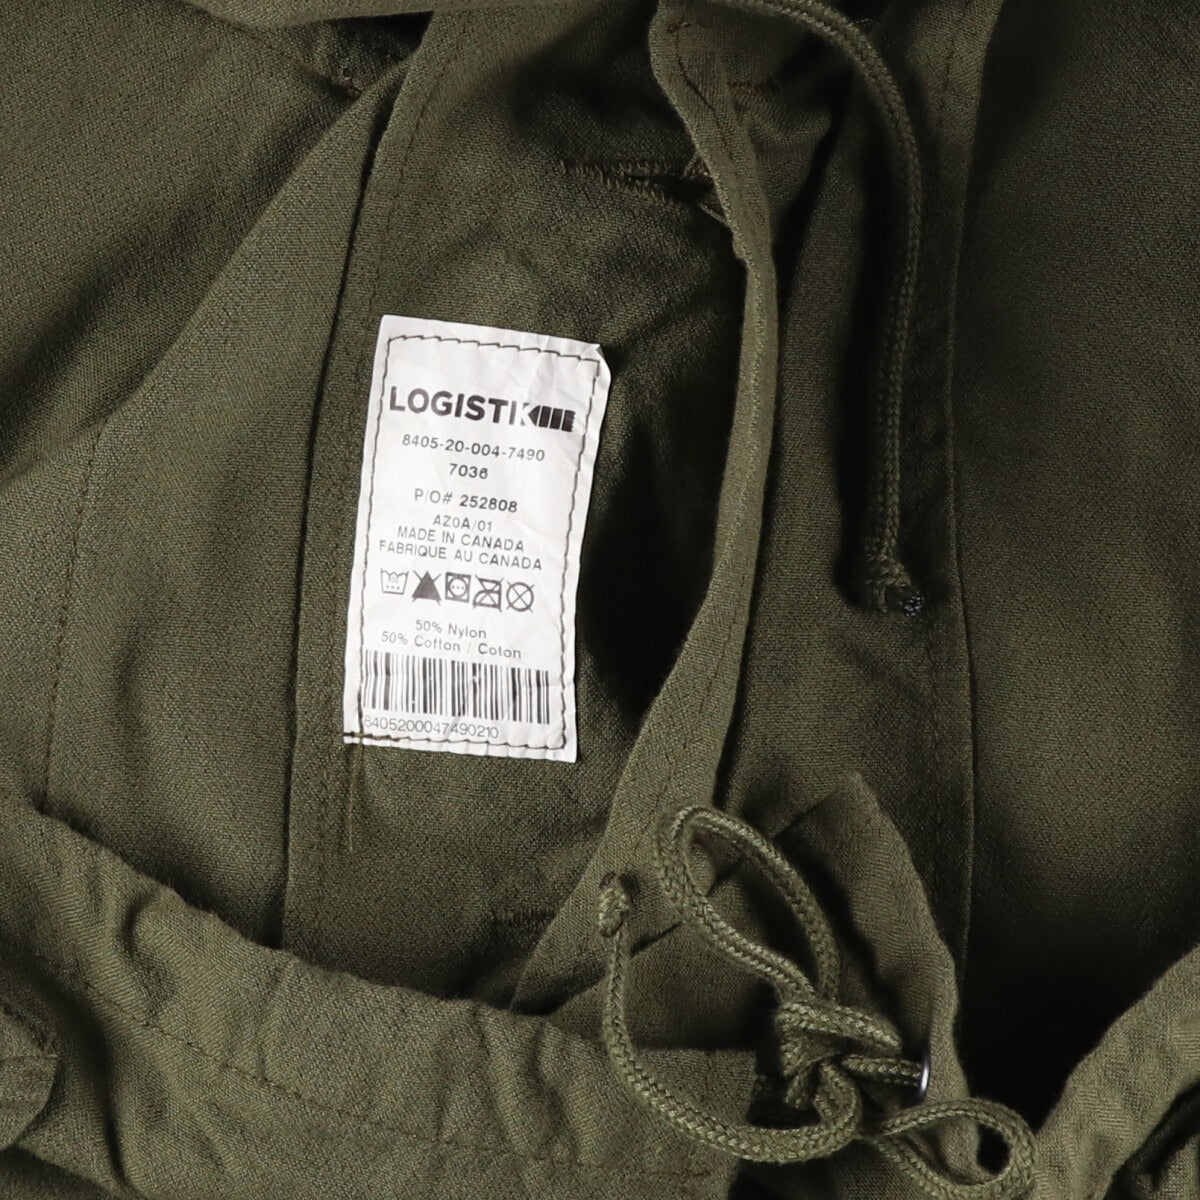 LOGISTIK
8405-20-004-7490
7036
P/O# 252808
AZ0A/01
MADE IN CANADA
FABRIQUE AU CANADA
50% Nylon
50% Cotton / Coton
8405200047490210